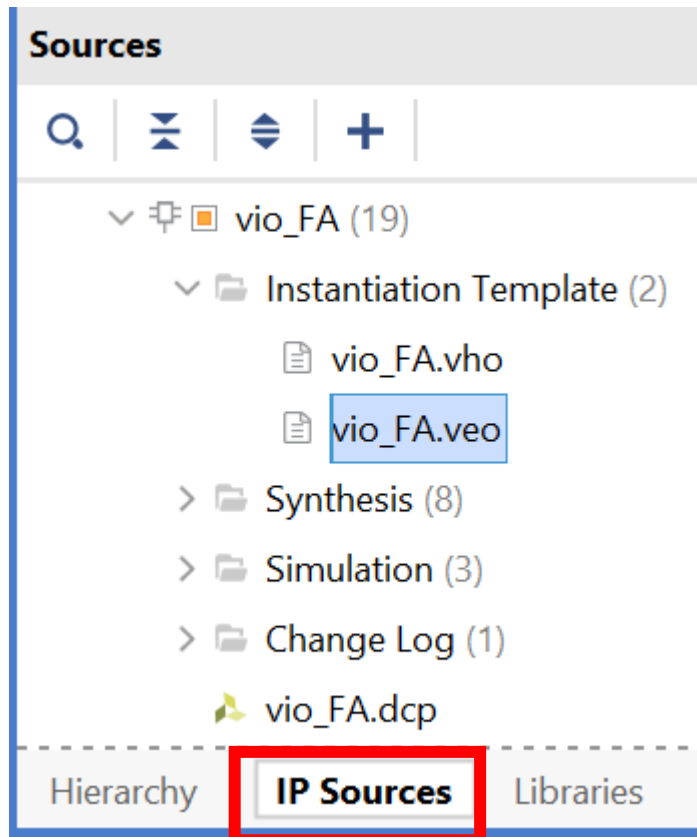 Sources
vio_FA (19)
Instantiation Template (2)
vio_FA.vho
vio_FA.veo
Synthesis (8)
Simulation (3)
Change Log (1)
vio_FA.dcp
Hierarchy IP Sources Libraries